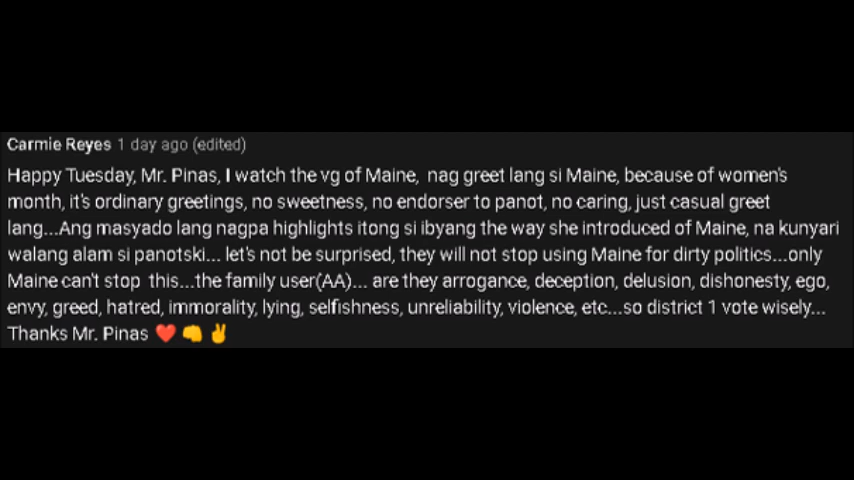 Carmie Reyes 1 day ago (edited)
Happy Tuesday, Mr. Pinas, I watch the vg of Maine, nag greet lang si Maine, because of women's
month, it's ordinary greetings, no sweetness, no endorser to panot, no caring, just casual greet
lang...Ang masyado lang nagpa highlights itong si ibyang the way she introduced of Maine, na kunyari
walang alam si panotski... let's not be surprised, they will not stop using Maine for dirty politics...only
Maine can't stop this...the family user(AA)... are they arrogance, deception, delusion, dishonesty, ego,
envy, greed, hatred, immorality, lying, selfishness, unreliability, violence, etc...so district 1 vote wisely...
Thanks Mr. Pinas ❤️ 👊 ✌️